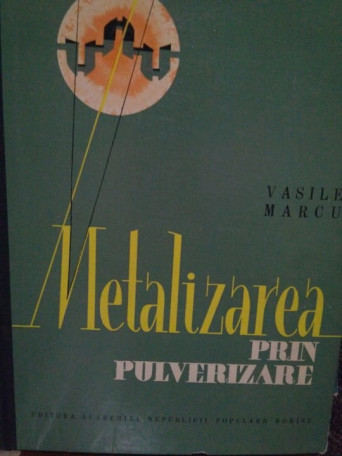 VASILE
MARCU
Metalizarea
PRIN
PULVERIZARE
EDITURA ACADEMIEI REPUBLICII POPULARE ROMÎNE